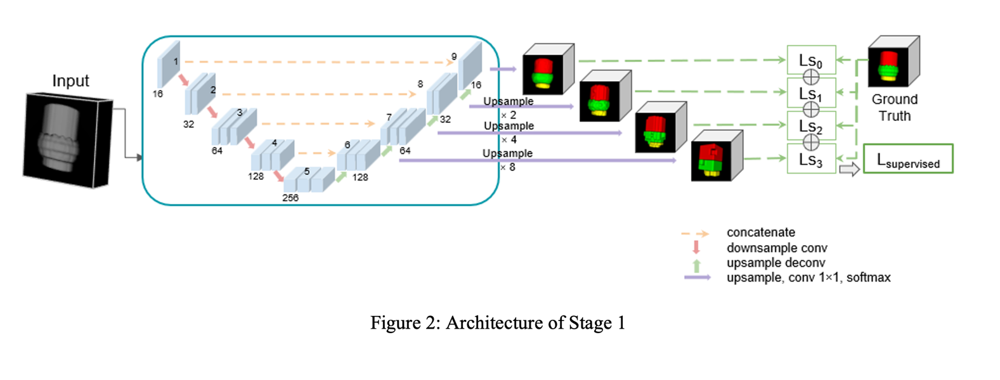 Input
1
16
2
32
3
64
4
128
5
256
6
128
7
64
8
32
9
16
Upsample
× 2
Upsample
× 4
Upsample
× 8
Ls0
Ls1
Ls2
Ls3
Ground
Truth
Lsupervised
concatenate
downsample conv
upsample deconv
upsample, conv 1×1, softmax
Figure 2: Architecture of Stage 1